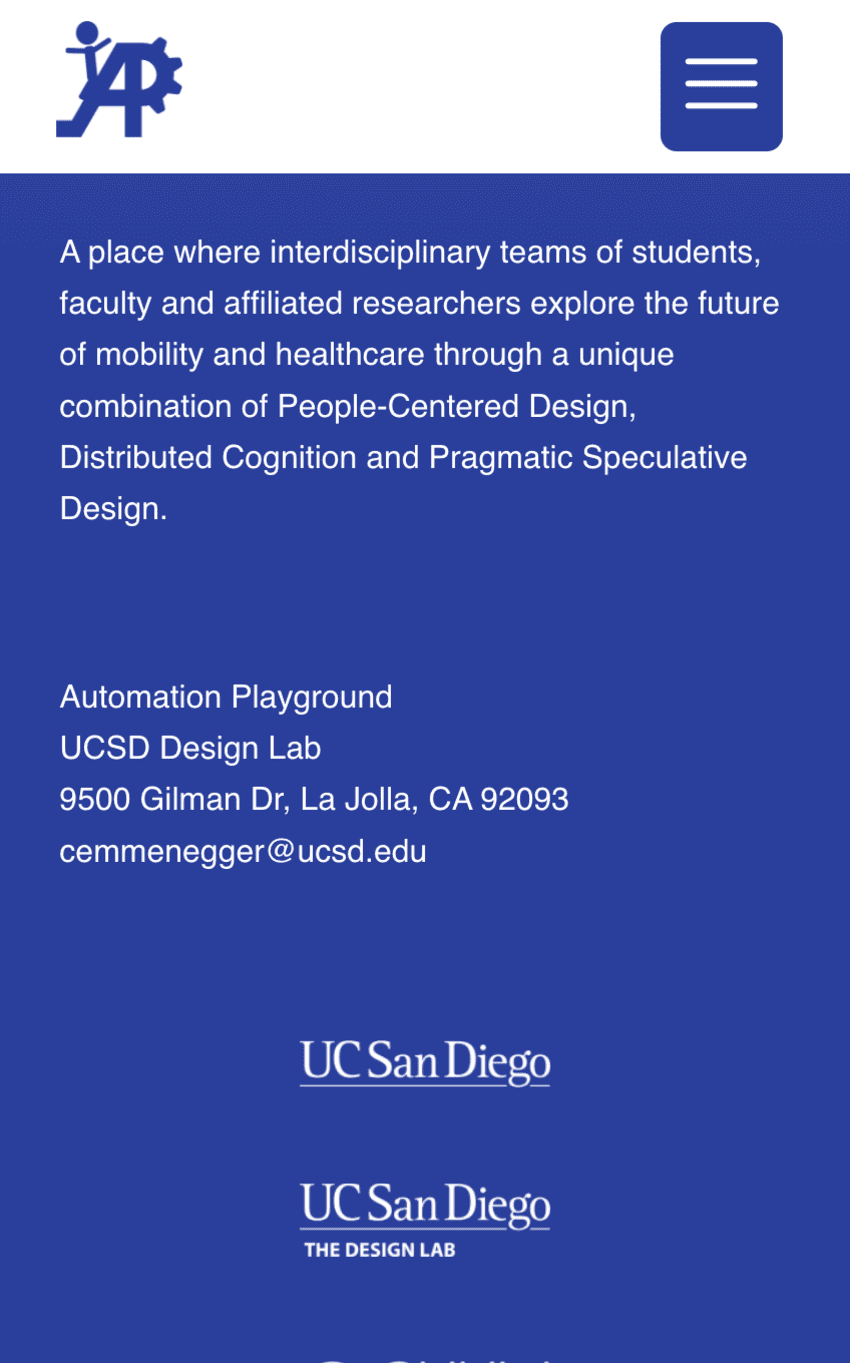 AP
A place where interdisciplinary teams of students,
faculty and affiliated researchers explore the future
of mobility and healthcare through a unique
combination of People-Centered Design,
Distributed Cognition and Pragmatic Speculative
Design.
Automation Playground
UCSD Design Lab
9500 Gilman Dr, La Jolla, CA 92093
cemmenegger@ucsd.edu
UC San Diego
UC San Diego
THE DESIGN LAB